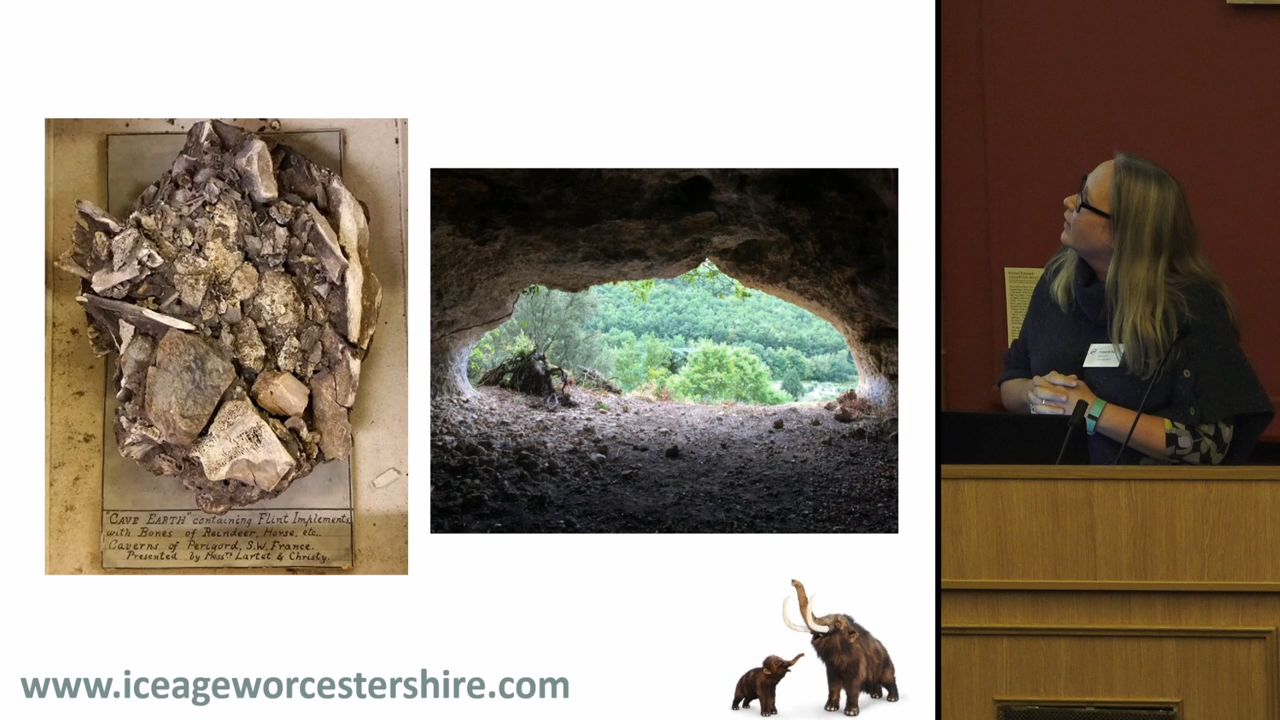 "CAVE EARTH" containing Flint Implements,
with Bones of Reindeer, Horse, etc.
Caverns of Perigord, S.W. France.
Presented by Messrs Lartet & Christy.
www.iceageworcestershire.com